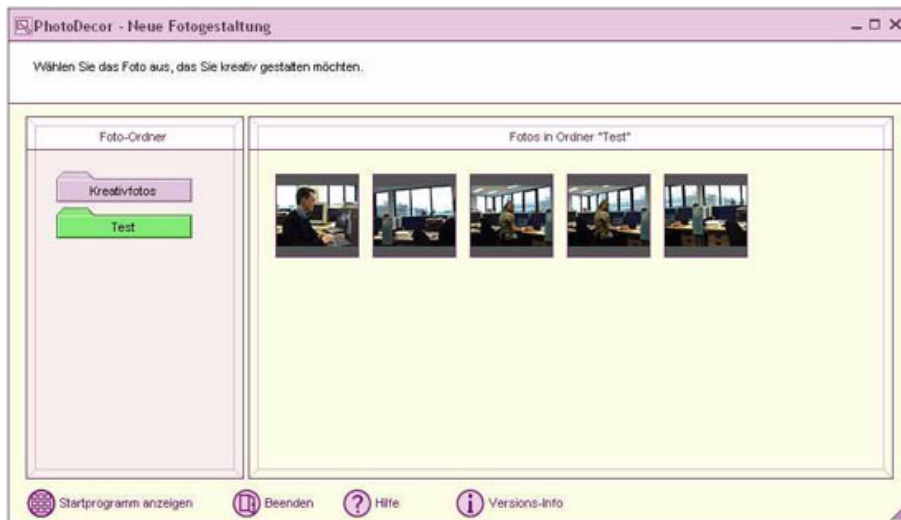 PhotoDecor - Neue Fotogestaltung
Wählen Sie das Foto aus, das Sie kreativ gestalten möchten.
Foto-Ordner
Fotos in Ordner "Test"
Kreativfotos
Test
Startprogramm anzeigen
Beenden
Hilfe
Versions-Info